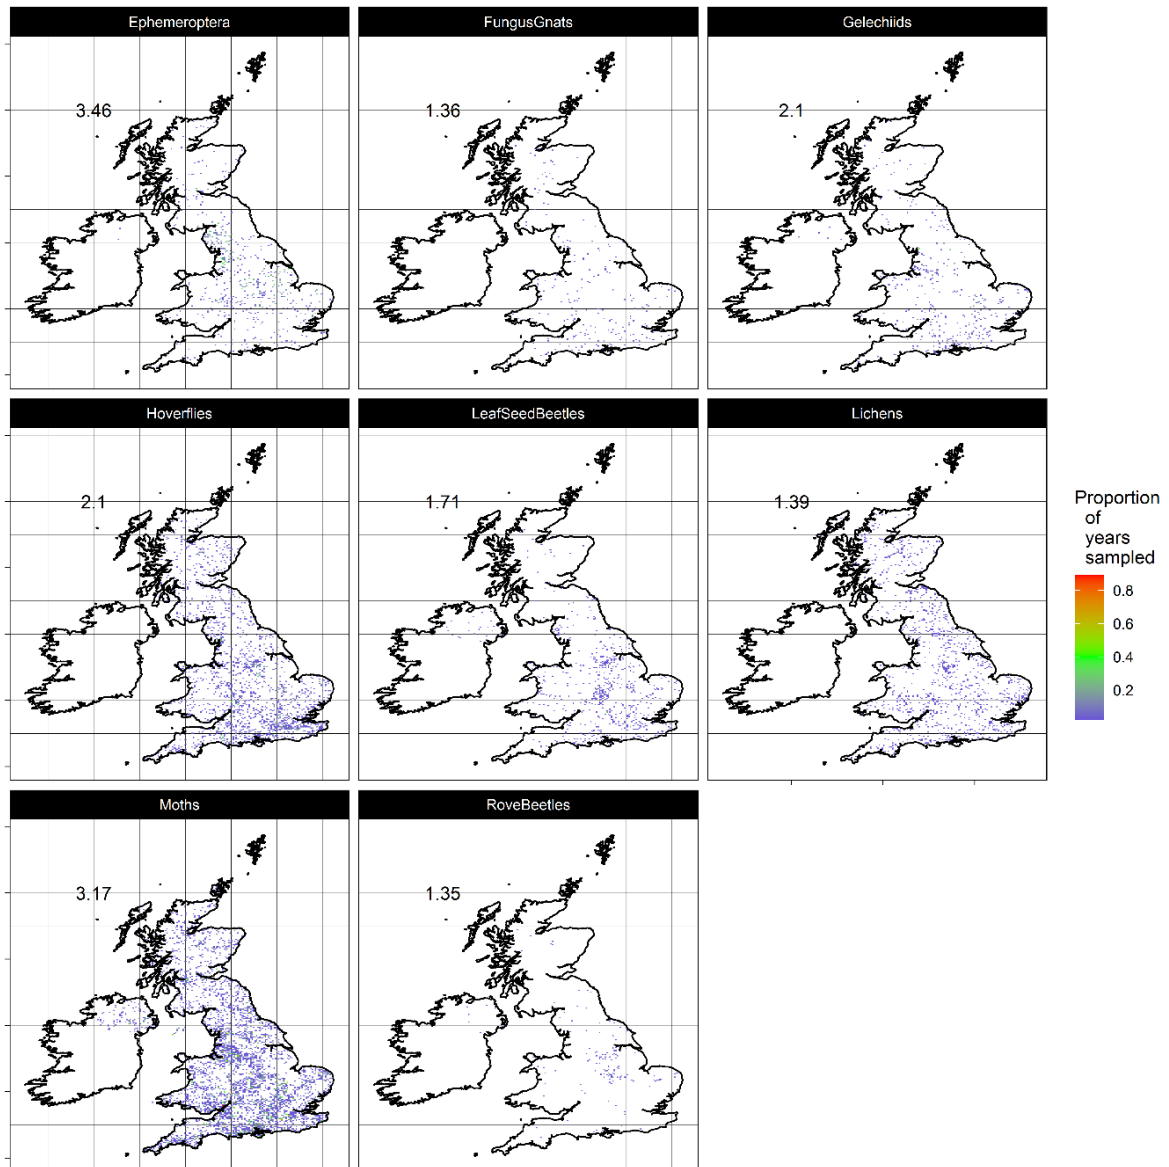 Ephemeroptera
FungusGnats
Gelechiids
3.46
1.36
2.1
Hoverflies
LeafSeedBeetles
Lichens
2.1
1.71
1.39
Proportion
of
years
sampled
0.8
0.6
0.4
0.2
Moths
RoveBeetles
3.17
1.35